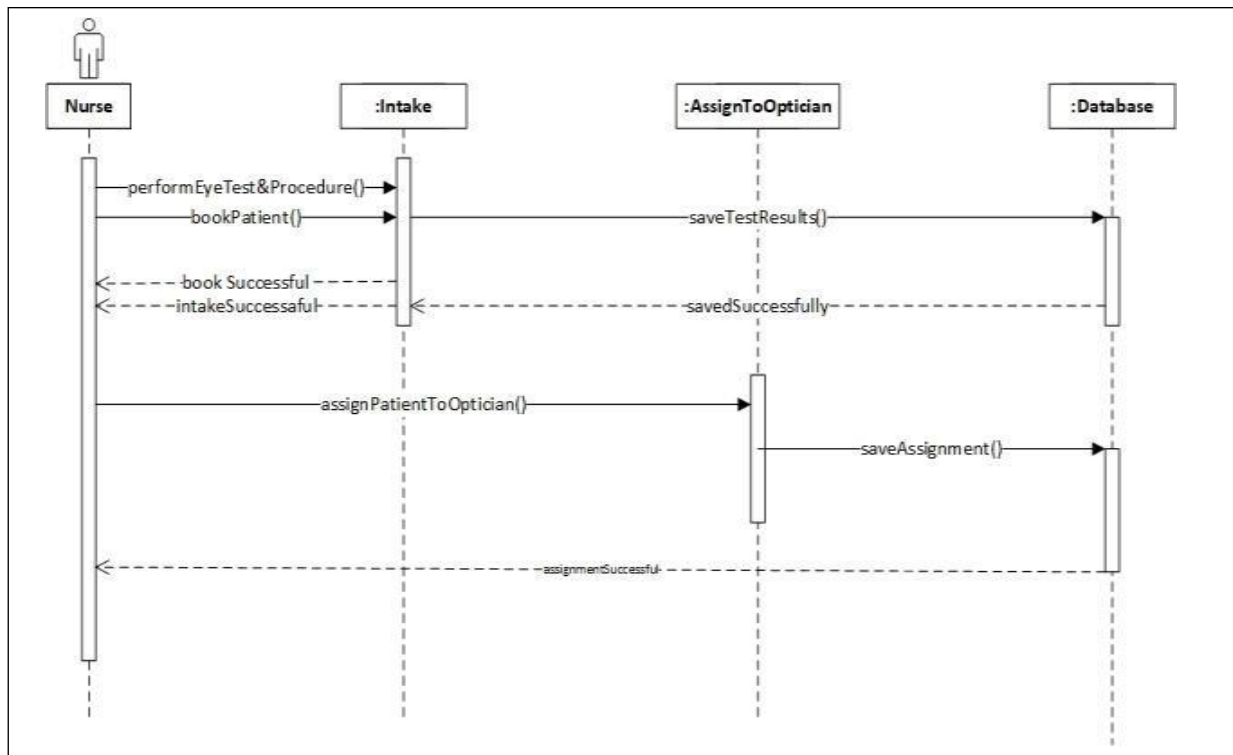 Nurse
:Intake
:AssignToOptician
:Database
performEyeTest&Procedure()
bookPatient()
saveTestResults()
book Successful
intakeSuccessaful
savedSuccessfully
assignPatientToOptician()
saveAssignment()
assignmentSuccessful